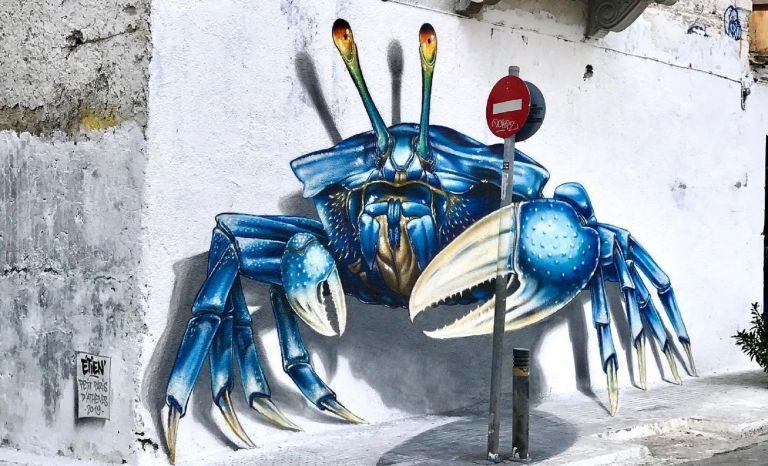 ETIEN'
PETIT PARIS
D'ATHENES
2019